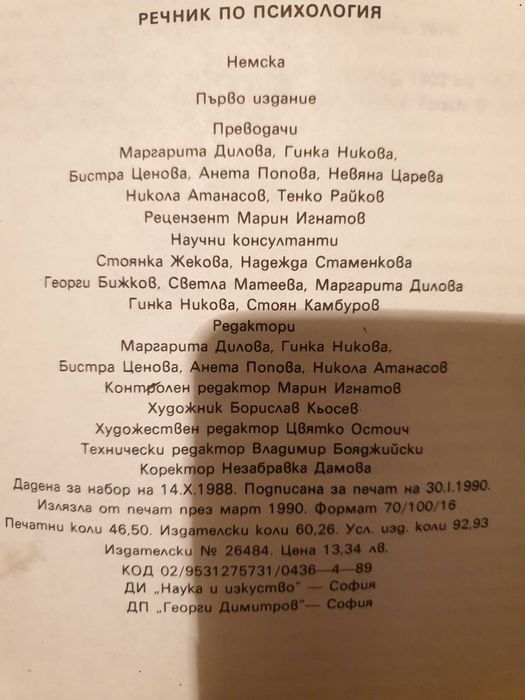 РЕЧНИК ПО ПСИХОЛОГИЯ
Немска
Първо издание
Преводачи
Маргарита Дилова, Гинка Никова,
Бистра Ценова, Анета Попова, Невяна Царева
Никола Атанасов, Тенко Райков
Рецензент Марин Игнатов
Научни консултанти
Стоянка Жекова, Надежда Стаменкова
Георги Бижков, Светла Матеева, Маргарита Дилова
Гинка Никова, Стоян Камбуров
Редактори
Маргарита Дилова, Гинка Никова,
Бистра Ценова, Анета Попова, Никола Атанасов
Контролен редактор Марин Игнатов
Художник Борислав Кьосев
Художествен редактор Цвятко Остоич
Технически редактор Владимир Бояджийски
Коректор Незабравка Дамова
Дадена за набор на 14.X.1988. Подписана за печат на 30.I.1990.
Излязла от печат през март 1990. Формат 70/100/16
Печатни коли 46,50. Издателски коли 60,26. Усл. изд. коли 92,93
Издателски № 26484. Цена 13,34 лв.
КОД 02/9531275731/0436—4—89
ДИ „Наука и изкуство" — София
ДП „Георги Димитров"— София